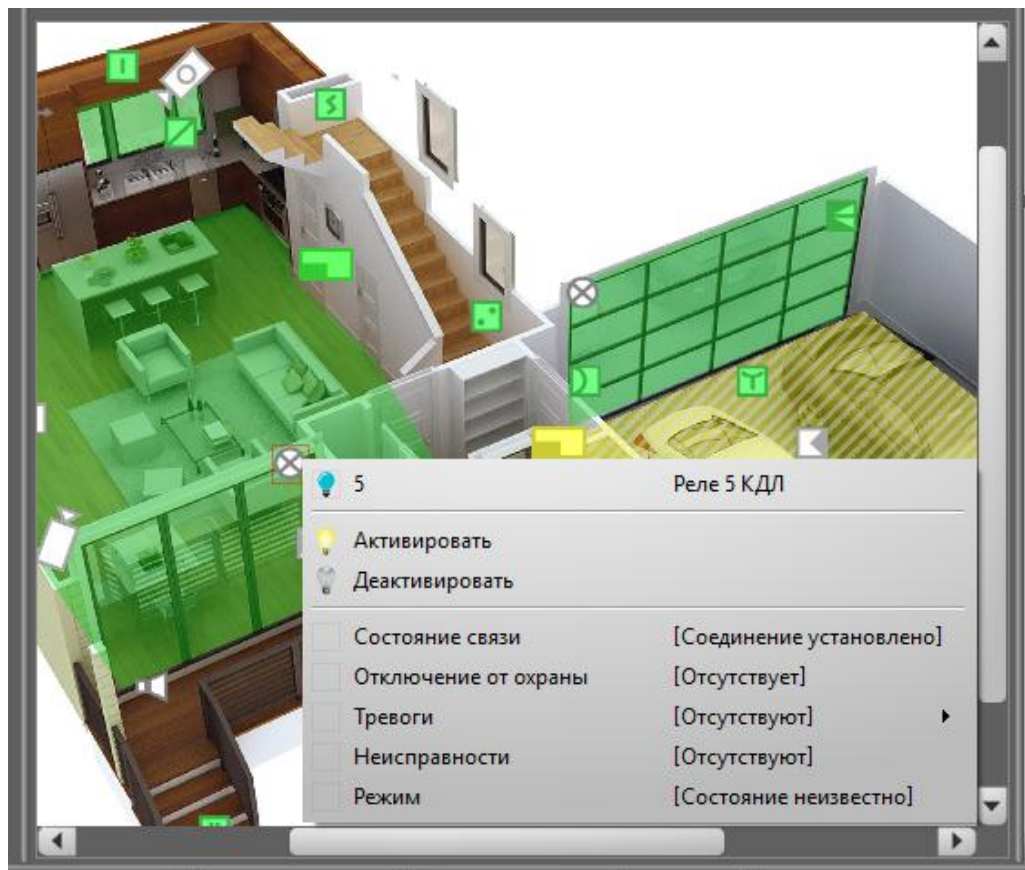 5 Реле 5 КДЛ
Активировать
Деактивировать
Состояние связи [Соединение установлено]
Отключение от охраны [Отсутствует]
Тревоги [Отсутствуют]
Неисправности [Отсутствуют]
Режим [Состояние неизвестно]